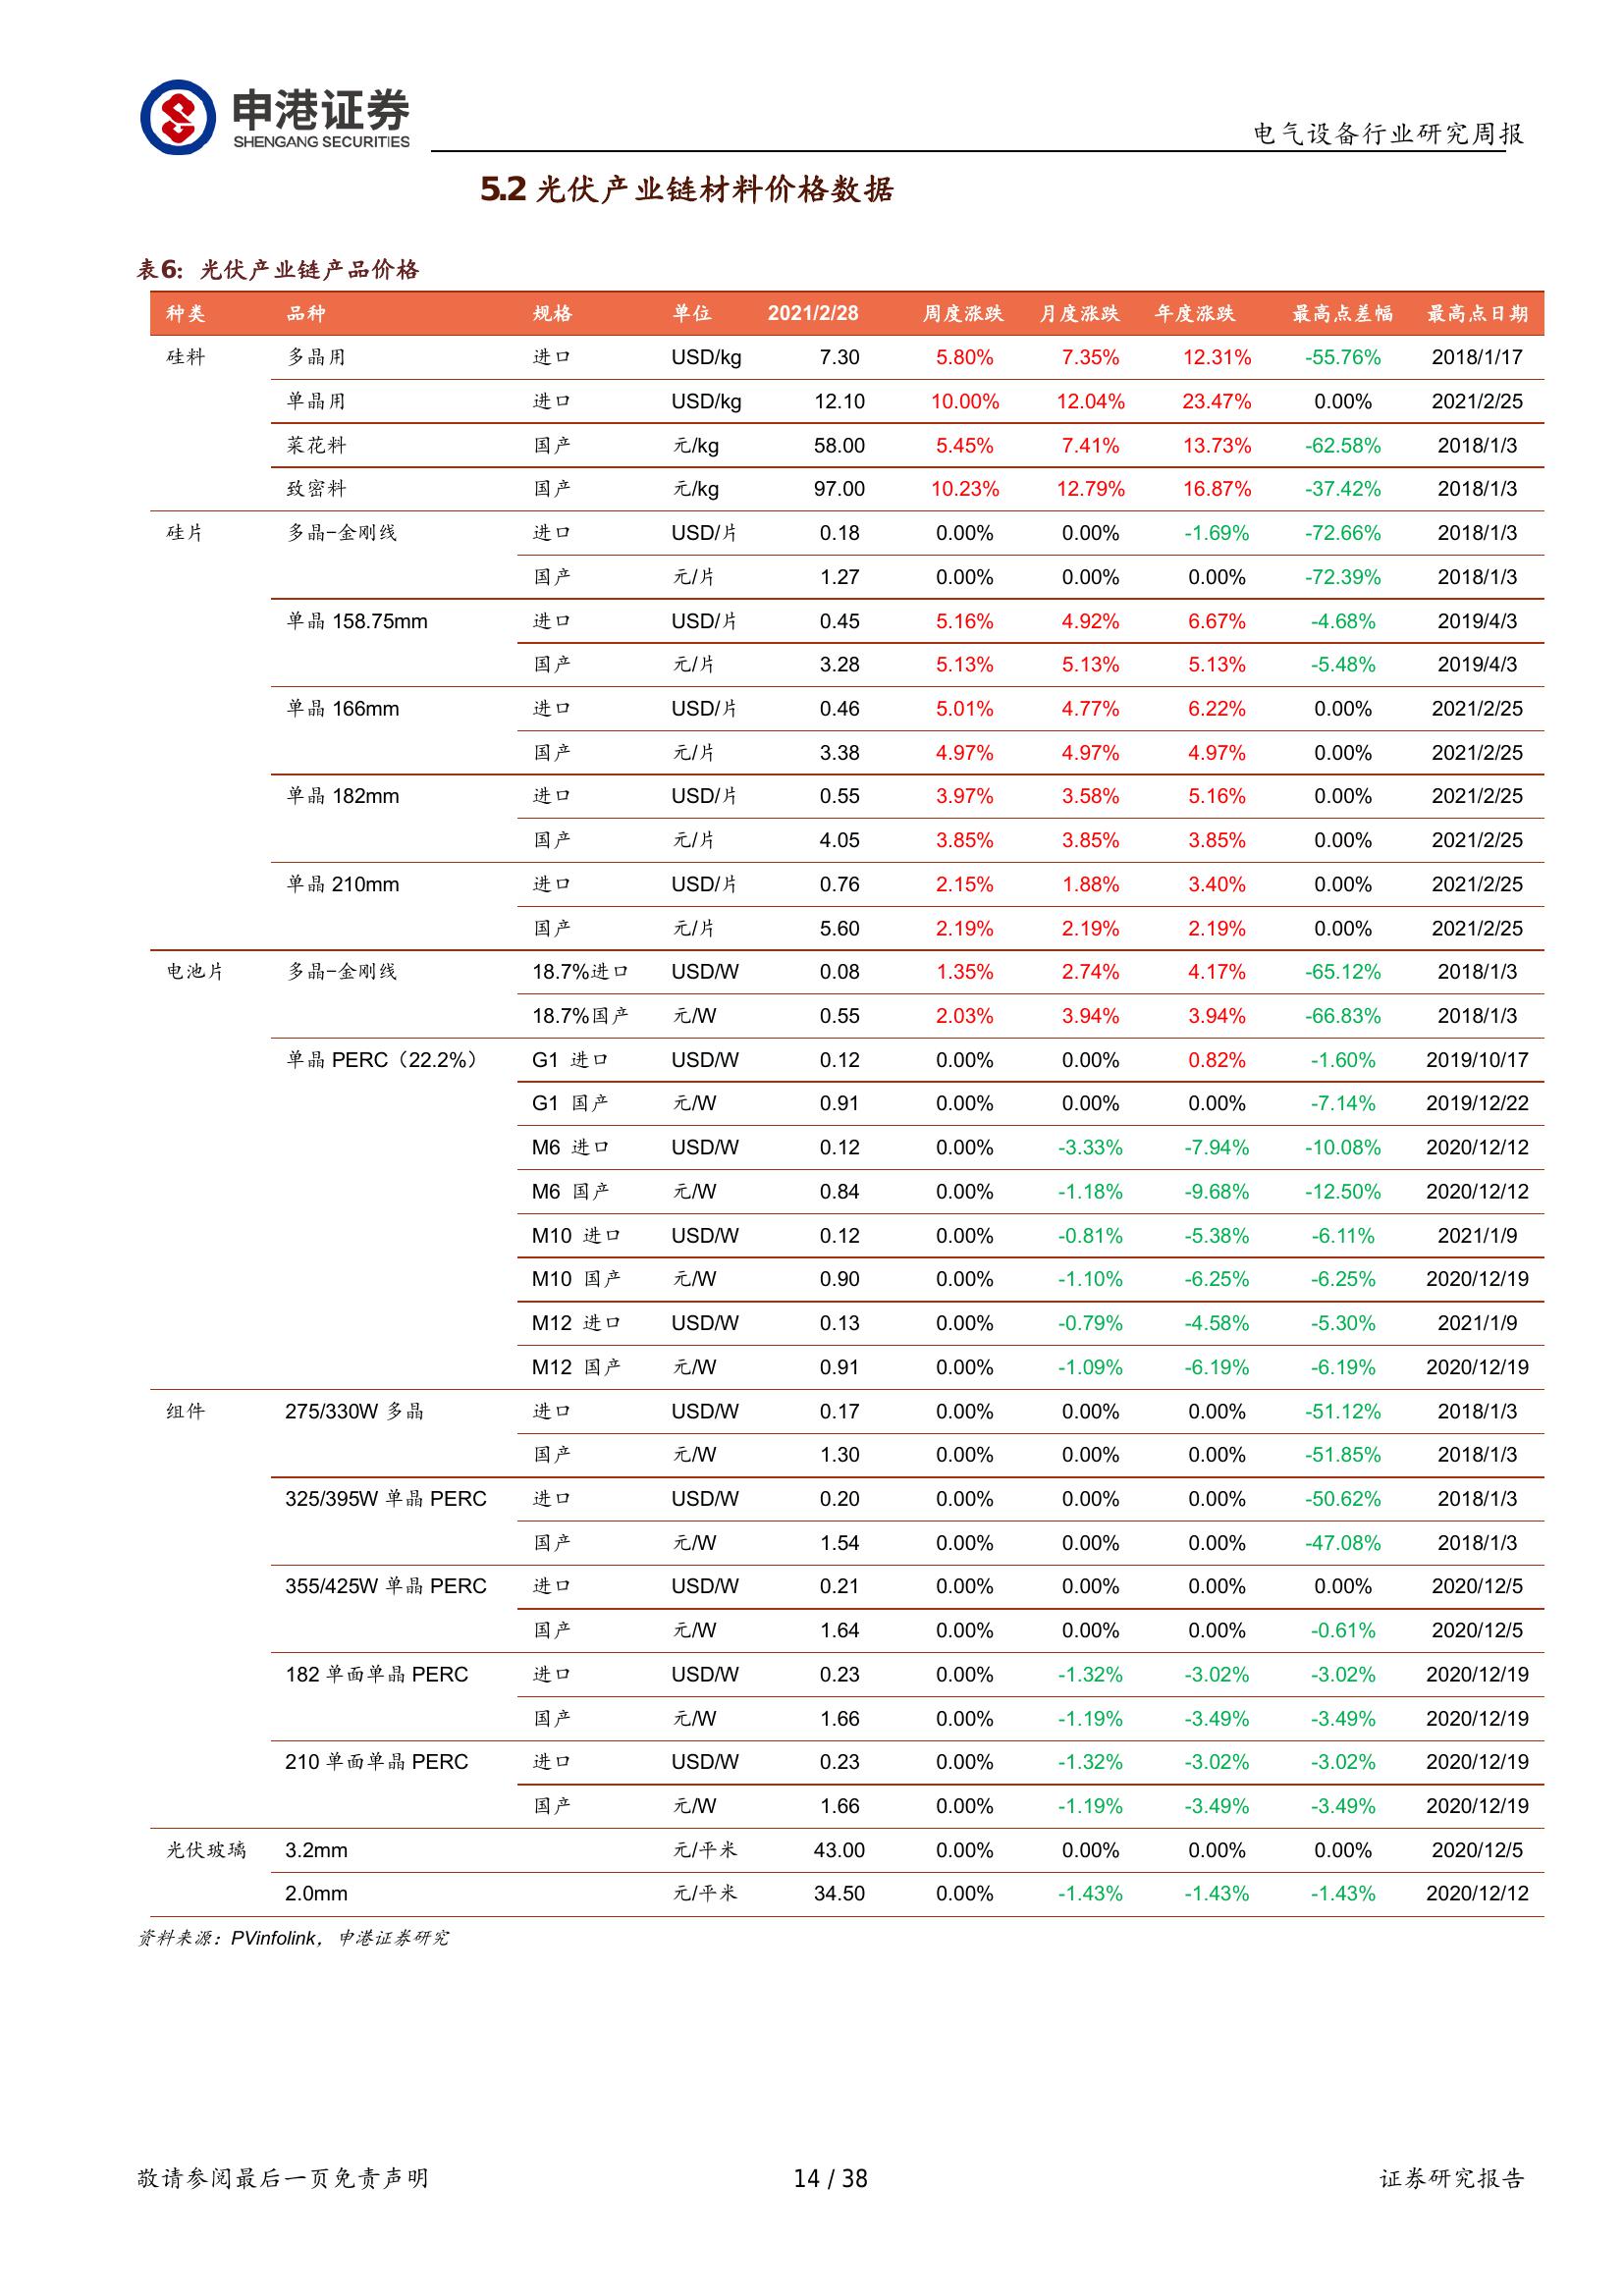 申港证券
SHENGANG SECURITIES
电气设备行业研究周报
5.2 光伏产业链材料价格数据
表6：光伏产业链产品价格
种类 品种 规格 单位 2021/2/28 周度涨跌 月度涨跌 年度涨跌 最高点差幅 最高点日期
硅料 多晶用 进口 USD/kg 7.30 5.80% 7.35% 12.31% -55.76% 2018/1/17
单晶用 进口 USD/kg 12.10 10.00% 12.04% 23.47% 0.00% 2021/2/25
菜花料 国产 元/kg 58.00 5.45% 7.41% 13.73% -62.58% 2018/1/3
致密料 国产 元/kg 97.00 10.23% 12.79% 16.87% -37.42% 2018/1/3
硅片 多晶-金刚线 进口 USD/片 0.18 0.00% 0.00% -1.69% -72.66% 2018/1/3
国产 元/片 1.27 0.00% 0.00% 0.00% -72.39% 2018/1/3
单晶 158.75mm 进口 USD/片 0.45 5.16% 4.92% 6.67% -4.68% 2019/4/3
国产 元/片 3.28 5.13% 5.13% 5.13% -5.48% 2019/4/3
单晶 166mm 进口 USD/片 0.46 5.01% 4.77% 6.22% 0.00% 2021/2/25
国产 元/片 3.38 4.97% 4.97% 4.97% 0.00% 2021/2/25
单晶 182mm 进口 USD/片 0.55 3.97% 3.58% 5.16% 0.00% 2021/2/25
国产 元/片 4.05 3.85% 3.85% 3.85% 0.00% 2021/2/25
单晶 210mm 进口 USD/片 0.76 2.15% 1.88% 3.40% 0.00% 2021/2/25
国产 元/片 5.60 2.19% 2.19% 2.19% 0.00% 2021/2/25
电池片 多晶-金刚线 18.7%进口 USD/W 0.08 1.35% 2.74% 4.17% -65.12% 2018/1/3
18.7%国产 元/W 0.55 2.03% 3.94% 3.94% -66.83% 2018/1/3
单晶 PERC（22.2%） G1 进口 USD/W 0.12 0.00% 0.00% 0.82% -1.60% 2019/10/17
G1 国产 元/W 0.91 0.00% 0.00% 0.00% -7.14% 2019/12/22
M6 进口 USD/W 0.12 0.00% -3.33% -7.94% -10.08% 2020/12/12
M6 国产 元/W 0.84 0.00% -1.18% -9.68% -12.50% 2020/12/12
M10 进口 USD/W 0.12 0.00% -0.81% -5.38% -6.11% 2021/1/9
M10 国产 元/W 0.90 0.00% -1.10% -6.25% -6.25% 2020/12/19
M12 进口 USD/W 0.13 0.00% -0.79% -4.58% -5.30% 2021/1/9
M12 国产 元/W 0.91 0.00% -1.09% -6.19% -6.19% 2020/12/19
组件 275/330W 多晶 进口 USD/W 0.17 0.00% 0.00% 0.00% -51.12% 2018/1/3
国产 元/W 1.30 0.00% 0.00% 0.00% -51.85% 2018/1/3
325/395W 单晶 PERC 进口 USD/W 0.20 0.00% 0.00% 0.00% -50.62% 2018/1/3
国产 元/W 1.54 0.00% 0.00% 0.00% -47.08% 2018/1/3
355/425W 单晶 PERC 进口 USD/W 0.21 0.00% 0.00% 0.00% 0.00% 2020/12/5
国产 元/W 1.64 0.00% 0.00% 0.00% -0.61% 2020/12/5
182 单面单晶 PERC 进口 USD/W 0.23 0.00% -1.32% -3.02% -3.02% 2020/12/19
国产 元/W 1.66 0.00% -1.19% -3.49% -3.49% 2020/12/19
210 单面单晶 PERC 进口 USD/W 0.23 0.00% -1.32% -3.02% -3.02% 2020/12/19
国产 元/W 1.66 0.00% -1.19% -3.49% -3.49% 2020/12/19
光伏玻璃 3.2mm 元/平米 43.00 0.00% 0.00% 0.00% 0.00% 2020/12/5
2.0mm 元/平米 34.50 0.00% -1.43% -1.43% -1.43% 2020/12/12
资料来源：PVinfolink，申港证券研究
敬请参阅最后一页免责声明 14 / 38 证券研究报告